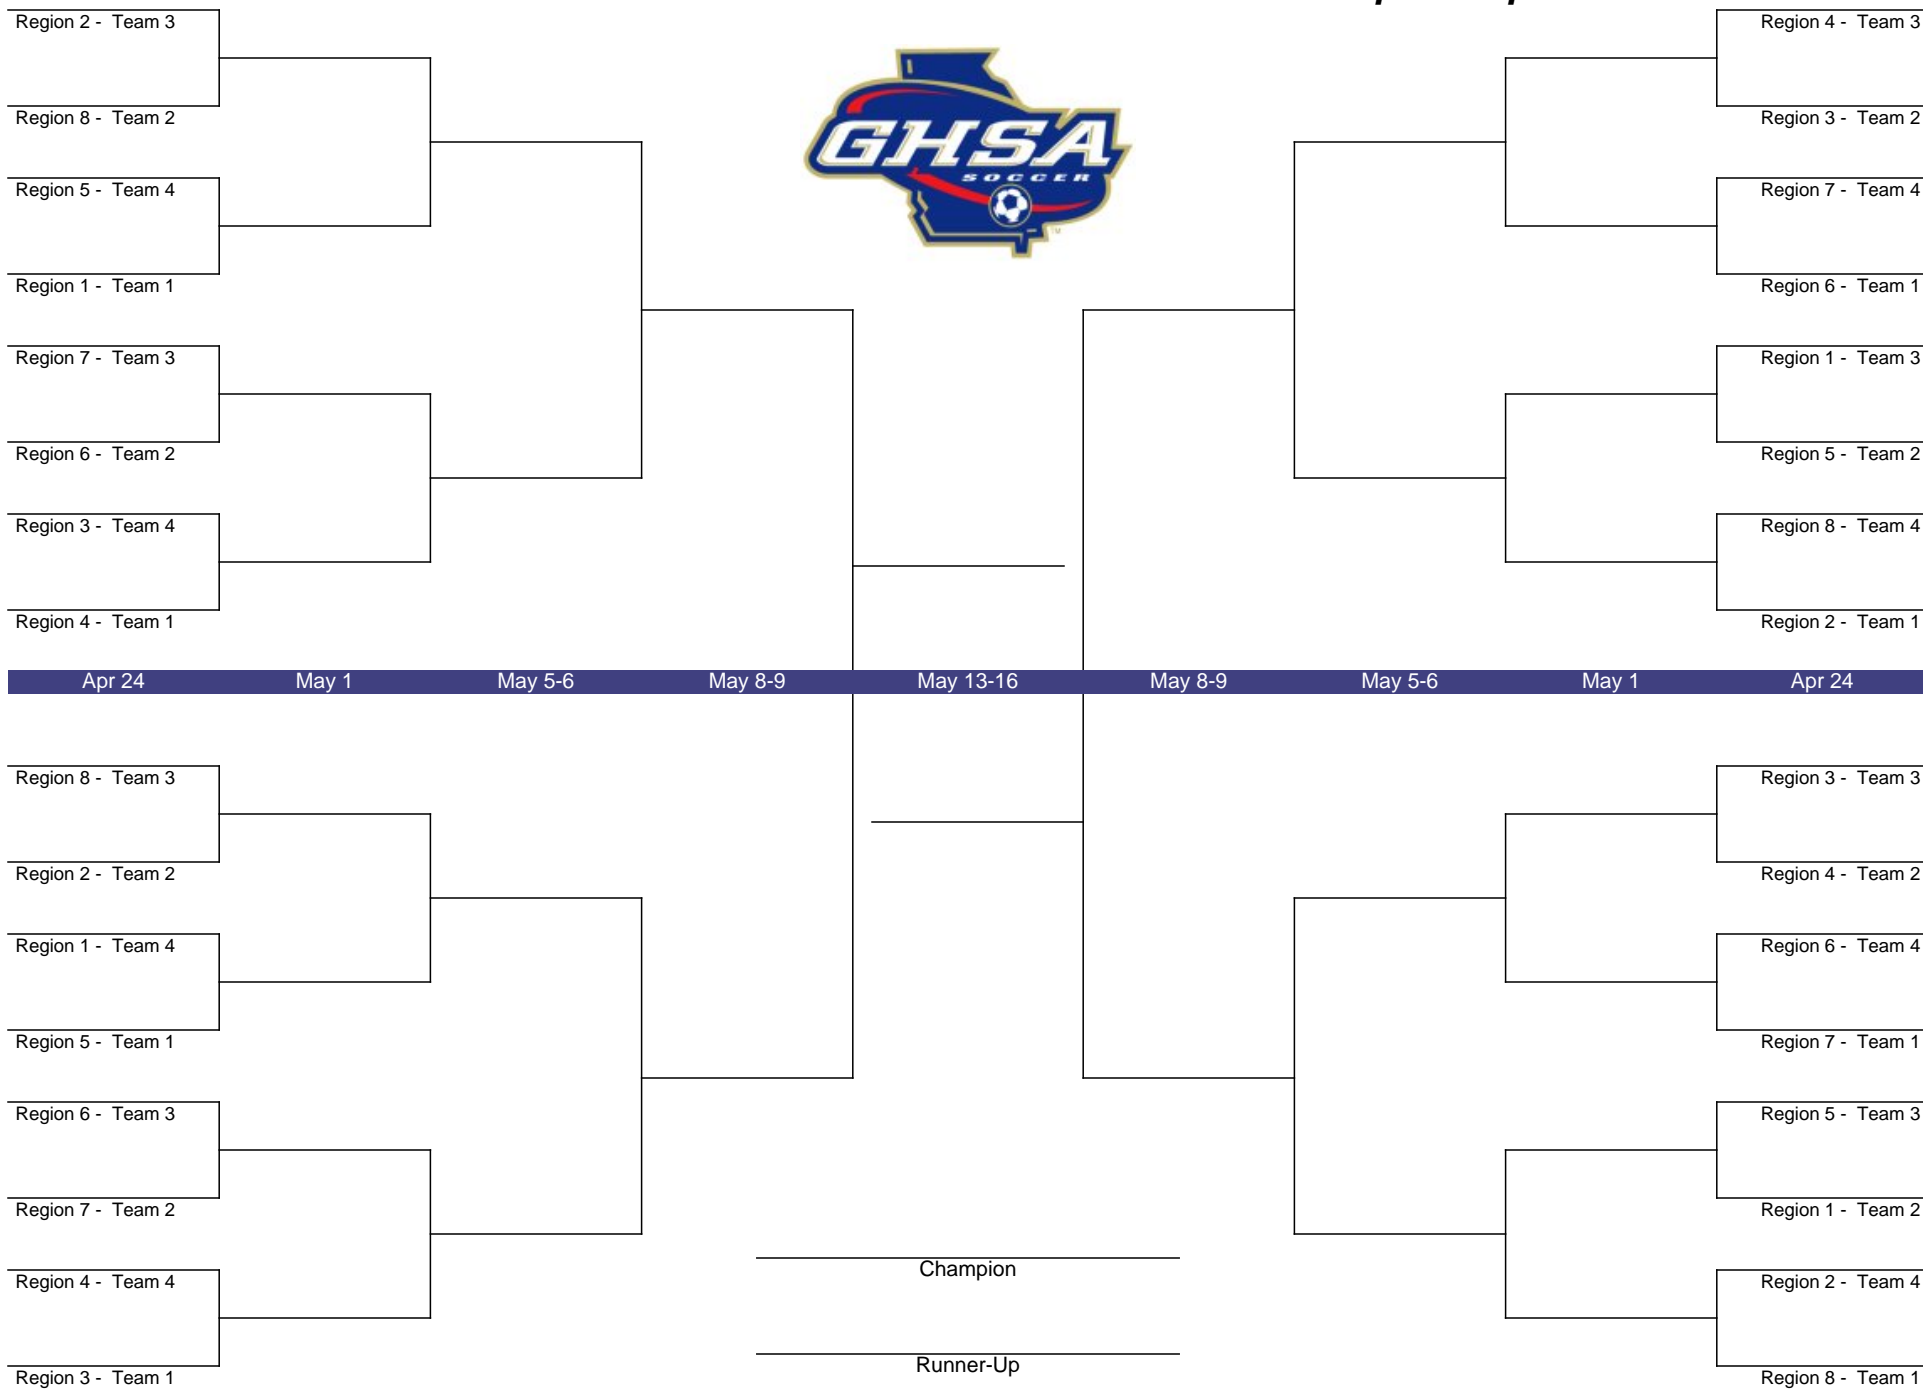 Region 2 - Team 3
Region 8 - Team 2
Region 5 - Team 4
Region 1 - Team 1
Region 7 - Team 3
Region 6 - Team 2
Region 3 - Team 4
Region 4 - Team 1
GHSA
SOCCER
TM
Region 4 - Team 3
Region 3 - Team 2
Region 7 - Team 4
Region 6 - Team 1
Region 1 - Team 3
Region 5 - Team 2
Region 8 - Team 4
Region 2 - Team 1
Apr 24 May 1 May 5-6 May 8-9 May 13-16 May 8-9 May 5-6 May 1 Apr 24
Region 8 - Team 3
Region 2 - Team 2
Region 1 - Team 4
Region 5 - Team 1
Region 6 - Team 3
Region 7 - Team 2
Region 4 - Team 4
Region 3 - Team 1
Champion
Runner-Up
Region 3 - Team 3
Region 4 - Team 2
Region 6 - Team 4
Region 7 - Team 1
Region 5 - Team 3
Region 1 - Team 2
Region 2 - Team 4
Region 8 - Team 1